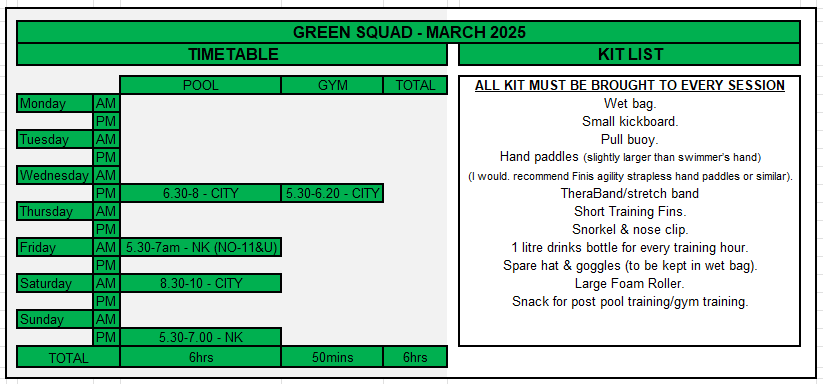 GREEN SQUAD - MARCH 2025
TIMETABLE
POOL GYM TOTAL
Monday AM
PM
Tuesday AM
PM
Wednesday AM
PM 6.30-8 - CITY 5.30-6.20 - CITY
Thursday AM
PM
Friday AM 5.30-7am - NK (NO-11&U)
PM
Saturday AM 8.30-10 - CITY
PM
Sunday AM
PM 5.30-7.00 - NK
TOTAL 6hrs 50mins 6hrs
KIT LIST
ALL KIT MUST BE BROUGHT TO EVERY SESSION
Wet bag.
Small kickboard.
Pull buoy.
Hand paddles (slightly larger than swimmer's hand)
(I would. recommend Finis agility strapless hand paddles or similar).
TheraBand/stretch band
Short Training Fins.
Snorkel & nose clip.
1 litre drinks bottle for every training hour.
Spare hat & goggles (to be kept in wet bag).
Large Foam Roller.
Snack for post pool training/gym training.